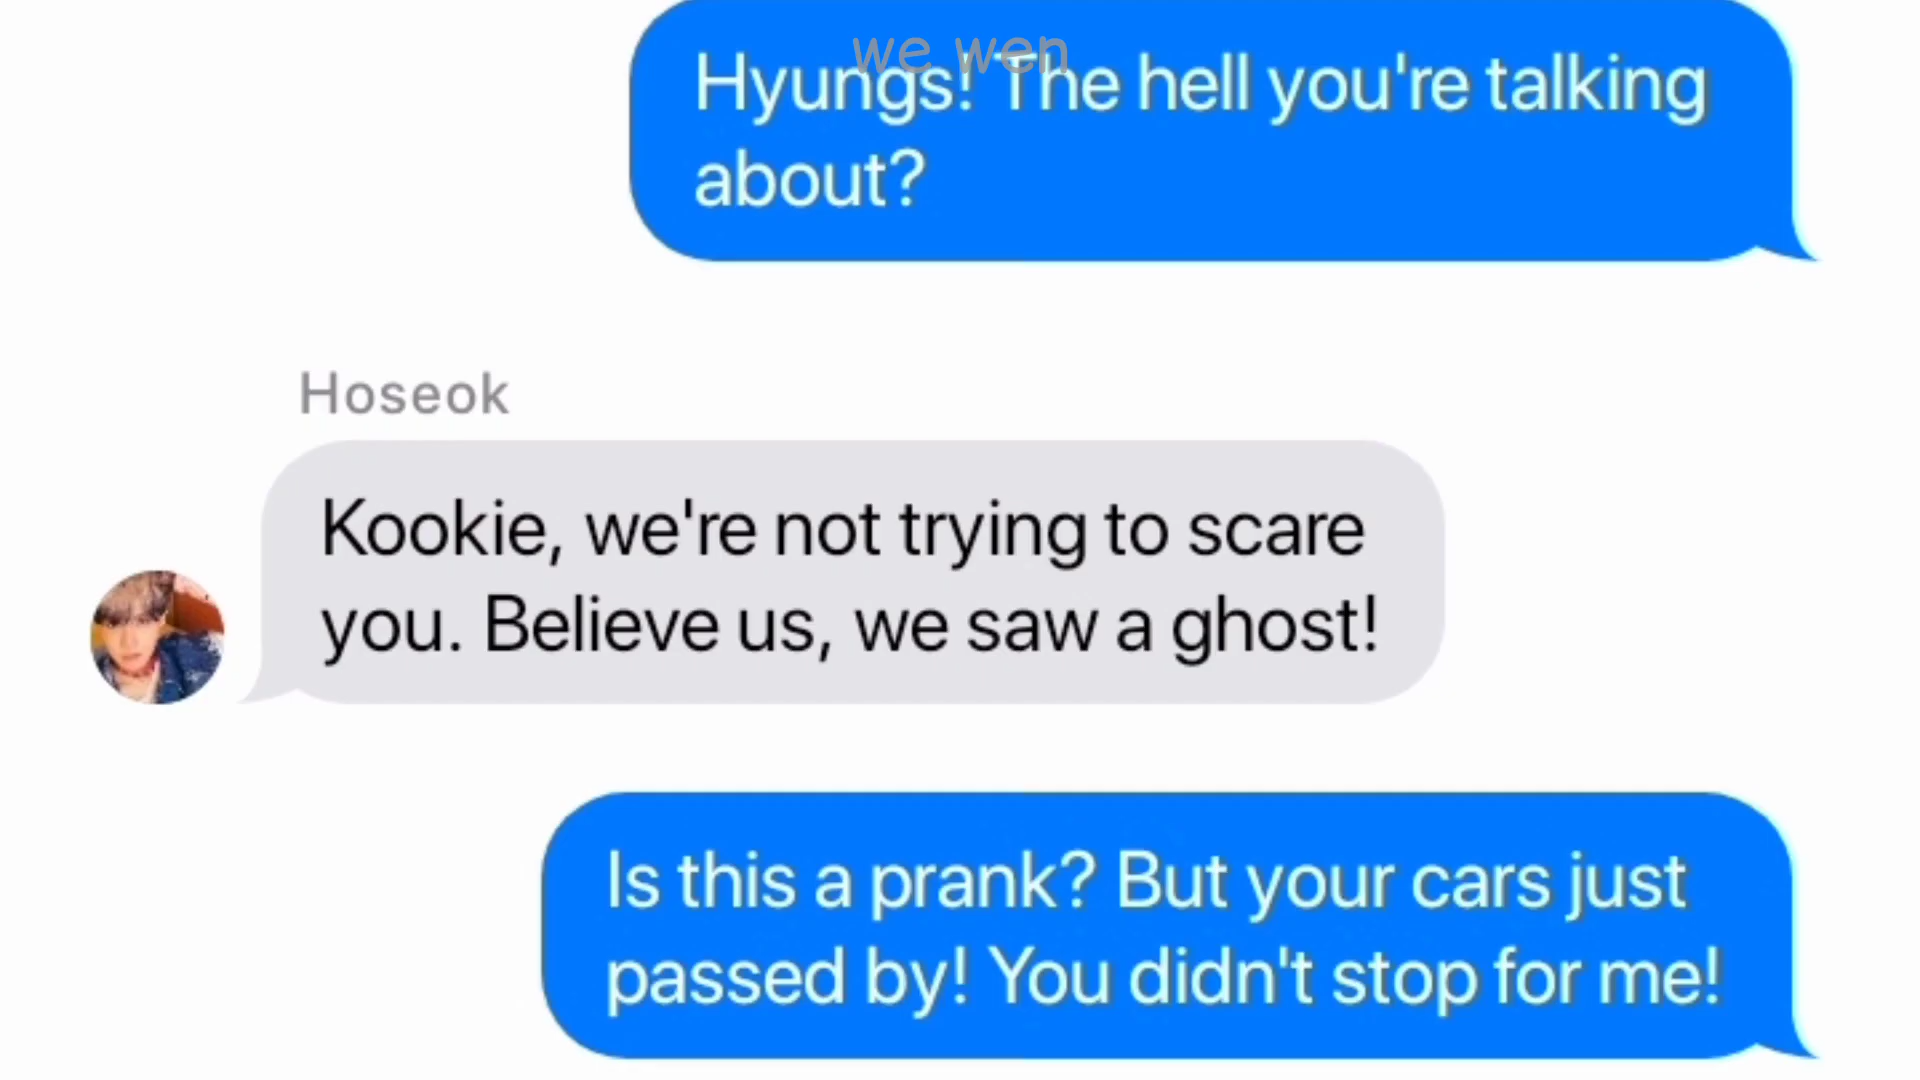 we wen
Hyungs! The hell you're talking
about?
Hoseok
Kookie, we're not trying to scare
you. Believe us, we saw a ghost!
Is this a prank? But your cars just
passed by! You didn't stop for me!